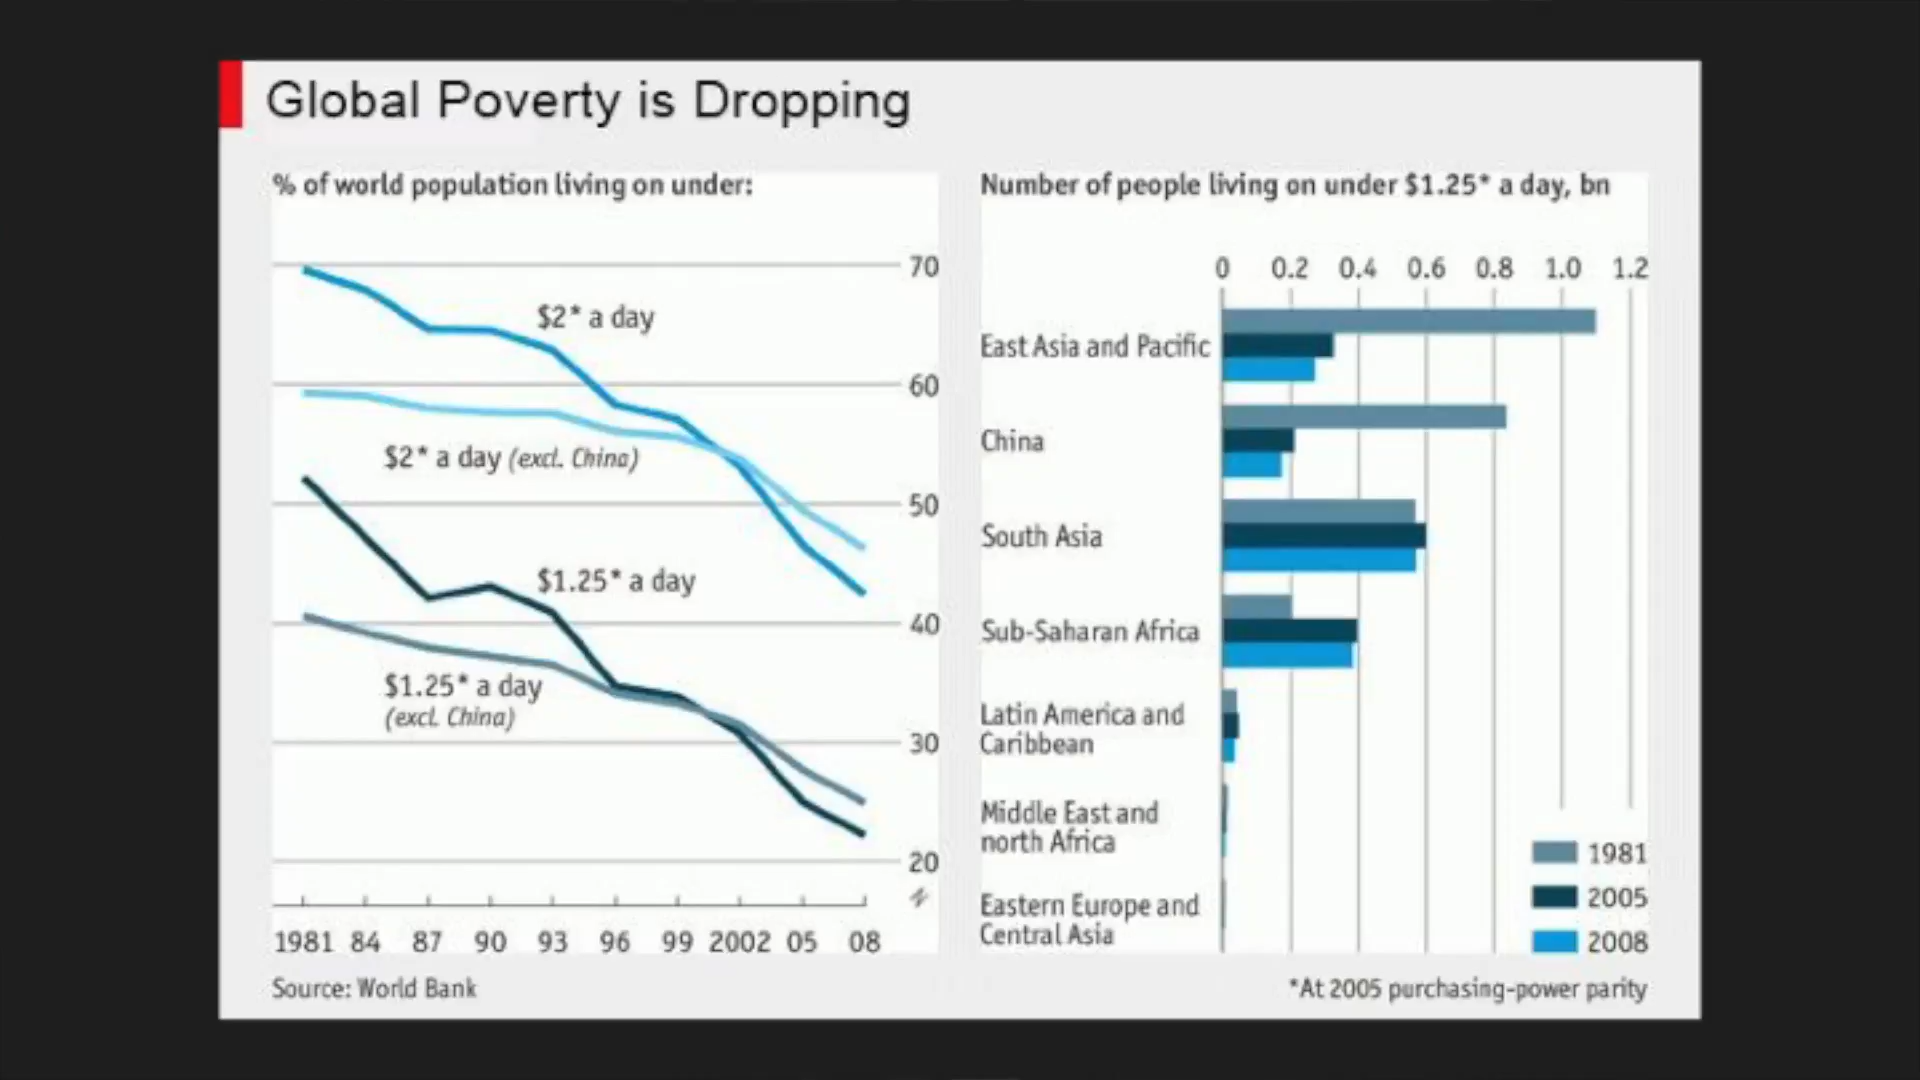 Global Poverty is Dropping
% of world population living on under:
70
$2* a day
60
$2* a day (excl. China)
50
$1.25* a day
40
$1.25* a day
(excl. China)
30
20
1981 84 87 90 93 96 99 2002 05 08
Source: World Bank
Number of people living on under $1.25* a day, bn
0 0.2 0.4 0.6 0.8 1.0 1.2
East Asia and Pacific
China
South Asia
Sub-Saharan Africa
Latin America and
Caribbean
Middle East and
north Africa
Eastern Europe and
Central Asia
1981
2005
2008
*At 2005 purchasing-power parity